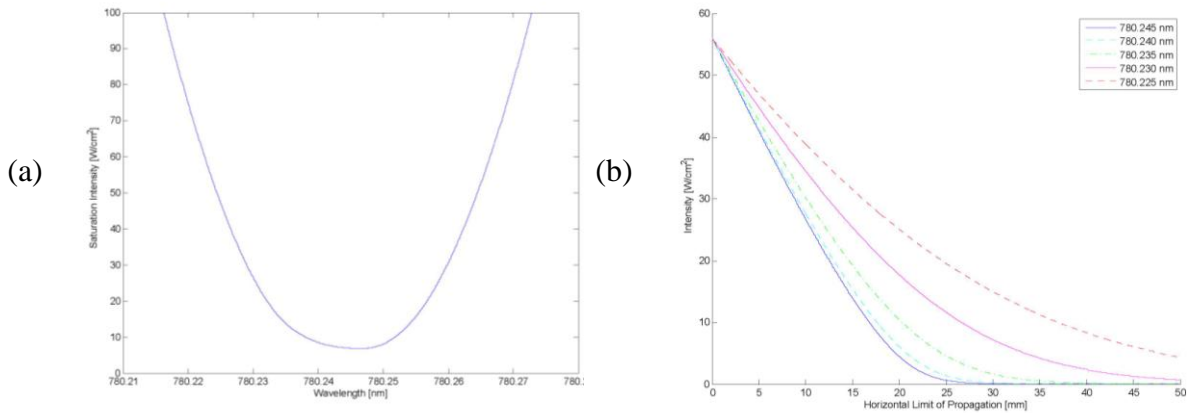 (a)
100
90
80
70
60
50
40
30
20
10
0
Saturation Intensity [W/cm²]
780.21 780.22 780.23 780.24 780.25 780.26 780.27
Wavelength [nm]
(b)
60
50
40
30
20
10
0
Intensity [W/cm²]
780.245 nm
780.240 nm
780.235 nm
780.230 nm
780.225 nm
0 5 10 15 20 25 30 35 40 45 50
Horizontal Limit of Propagation [mm]